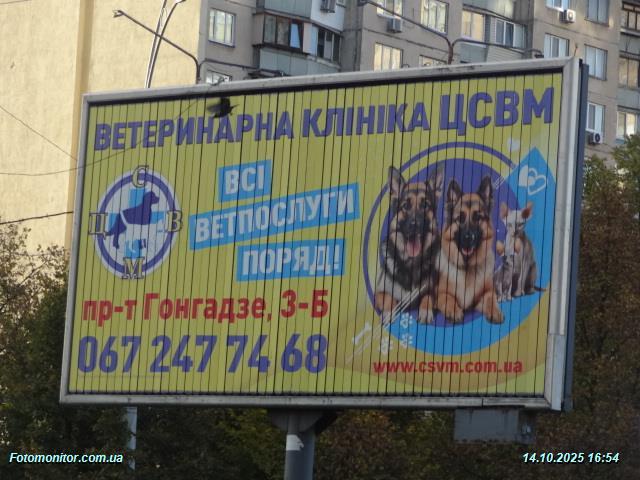 ВЕТЕРИНАРНА КЛІНІКА ЦСВМ
С
Ц В
М
ВСІ
ВЕТПОСЛУГИ
ПОРЯД!
пр-т Гонгадзе, 3-Б
067 247 74 68
www.csvm.com.ua
Fotomonitor.com.ua
14.10.2025 16:54